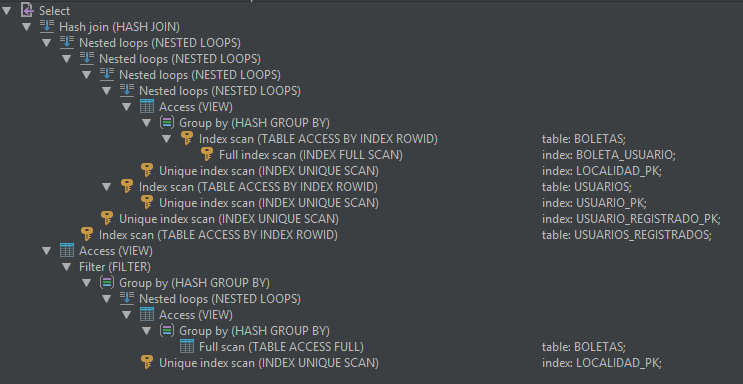 Select
Hash join (HASH JOIN)
Nested loops (NESTED LOOPS)
Nested loops (NESTED LOOPS)
Nested loops (NESTED LOOPS)
Nested loops (NESTED LOOPS)
Access (VIEW)
Group by (HASH GROUP BY)
Index scan (TABLE ACCESS BY INDEX ROWID) table: BOLETAS;
Full index scan (INDEX FULL SCAN) index: BOLETA_USUARIO;
Unique index scan (INDEX UNIQUE SCAN) index: LOCALIDAD_PK;
Index scan (TABLE ACCESS BY INDEX ROWID) table: USUARIOS;
Unique index scan (INDEX UNIQUE SCAN) index: USUARIO_PK;
Unique index scan (INDEX UNIQUE SCAN) index: USUARIO_REGISTRADO_PK;
Index scan (TABLE ACCESS BY INDEX ROWID) table: USUARIOS_REGISTRADOS;
Access (VIEW)
Filter (FILTER)
Group by (HASH GROUP BY)
Nested loops (NESTED LOOPS)
Access (VIEW)
Group by (HASH GROUP BY)
Full scan (TABLE ACCESS FULL) table: BOLETAS;
Unique index scan (INDEX UNIQUE SCAN) index: LOCALIDAD_PK;